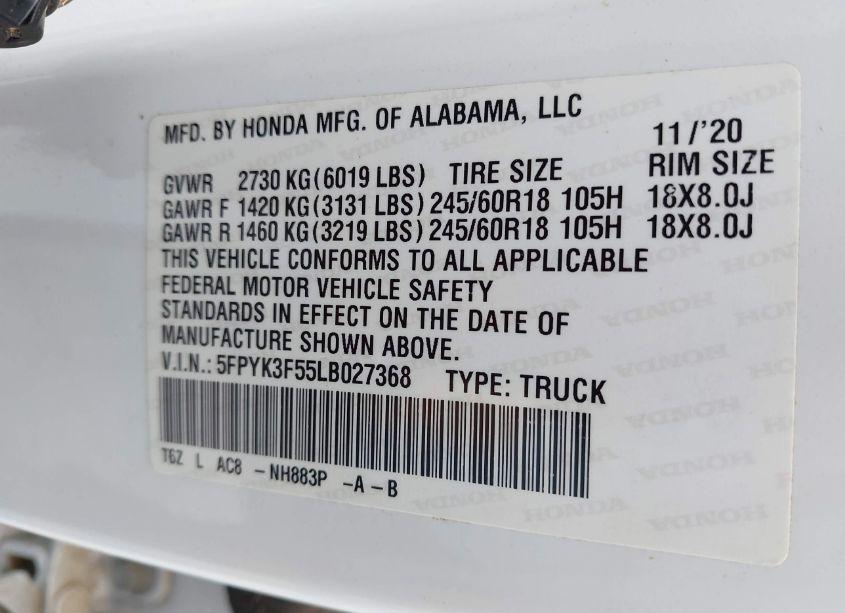 MFD. BY HONDA MFG. OF ALABAMA, LLC
11/'20
GVWR 2730 KG(6019 LBS) TIRE SIZE RIM SIZE
GAWR F 1420 KG(3131 LBS) 245/60R18 105H 18X8.0J
GAWR R 1460 KG(3219 LBS) 245/60R18 105H 18X8.0J
THIS VEHICLE CONFORMS TO ALL APPLICABLE
FEDERAL MOTOR VEHICLE SAFETY
STANDARDS IN EFFECT ON THE DATE OF
MANUFACTURE SHOWN ABOVE.
V.I.N.: 5FPYK3F55LB027368 TYPE: TRUCK
T6Z L AC8 -NH883P -A -B